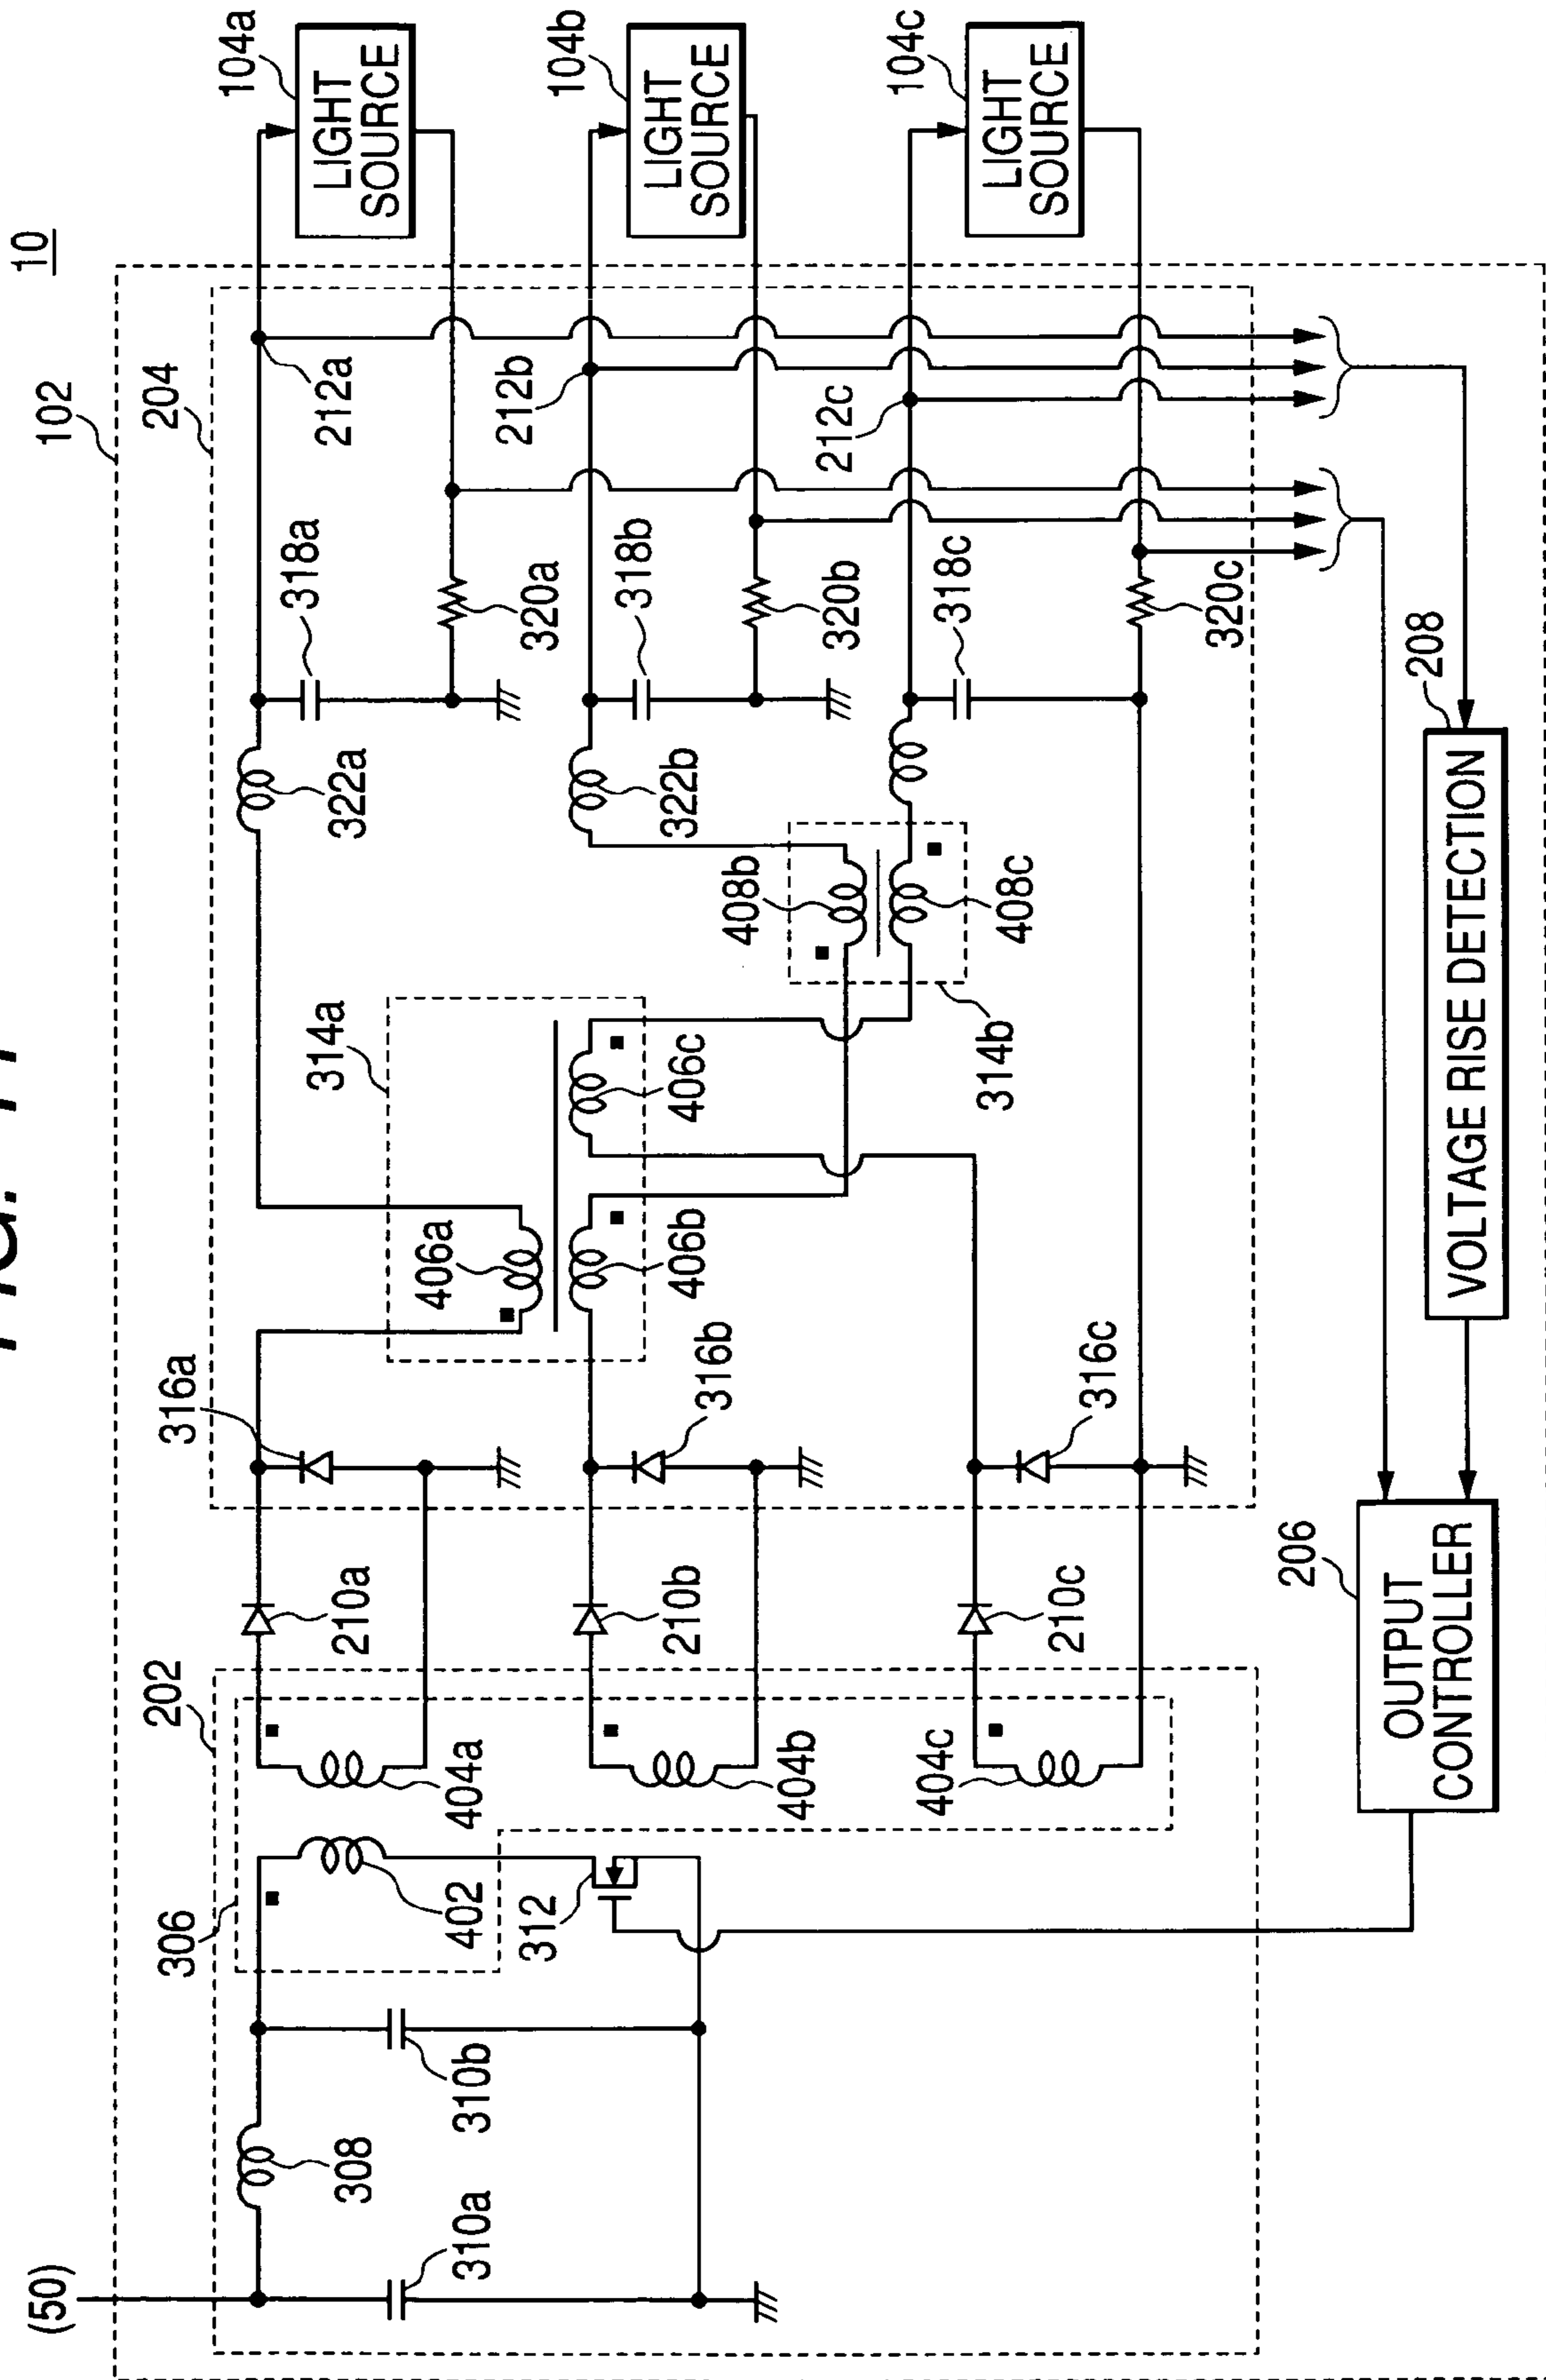 10
102
204
104a
LIGHT
SOURCE
104b
LIGHT
SOURCE
104c
LIGHT
SOURCE
212a
212b
212c
318a
320a
318b
320b
318c
320c
322a
322b
208
VOLTAGE RISE DETECTION
408b
408c
314a
314b
406a
406b
406c
316a
316b
316c
210a
210b
210c
206
OUTPUT
CONTROLLER
202
306
404a
404b
404c
402
312
308
310b
310a
(50)